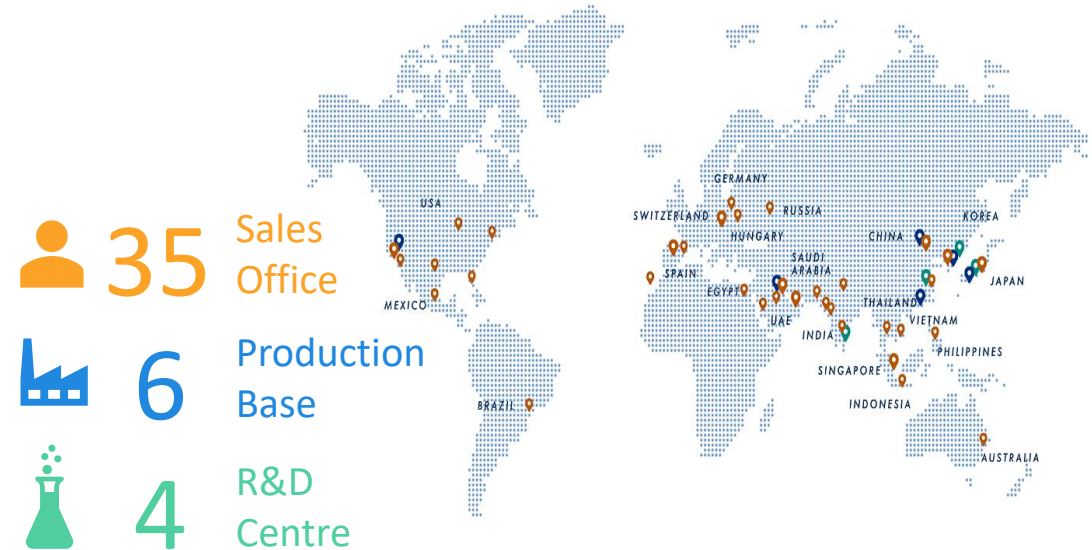 35
Sales
Office
6
Production
Base
4
R&D
Centre
USA
MEXICO
BRAZIL
GERMANY
SWITZERLAND
RUSSIA
HUNGARY
SPAIN
EGYPT
SAUDI
ARABIA
UAE
INDIA
CHINA
KOREA
JAPAN
THAILAND
VIETNAM
PHILIPPINES
SINGAPORE
INDONESIA
AUSTRALIA